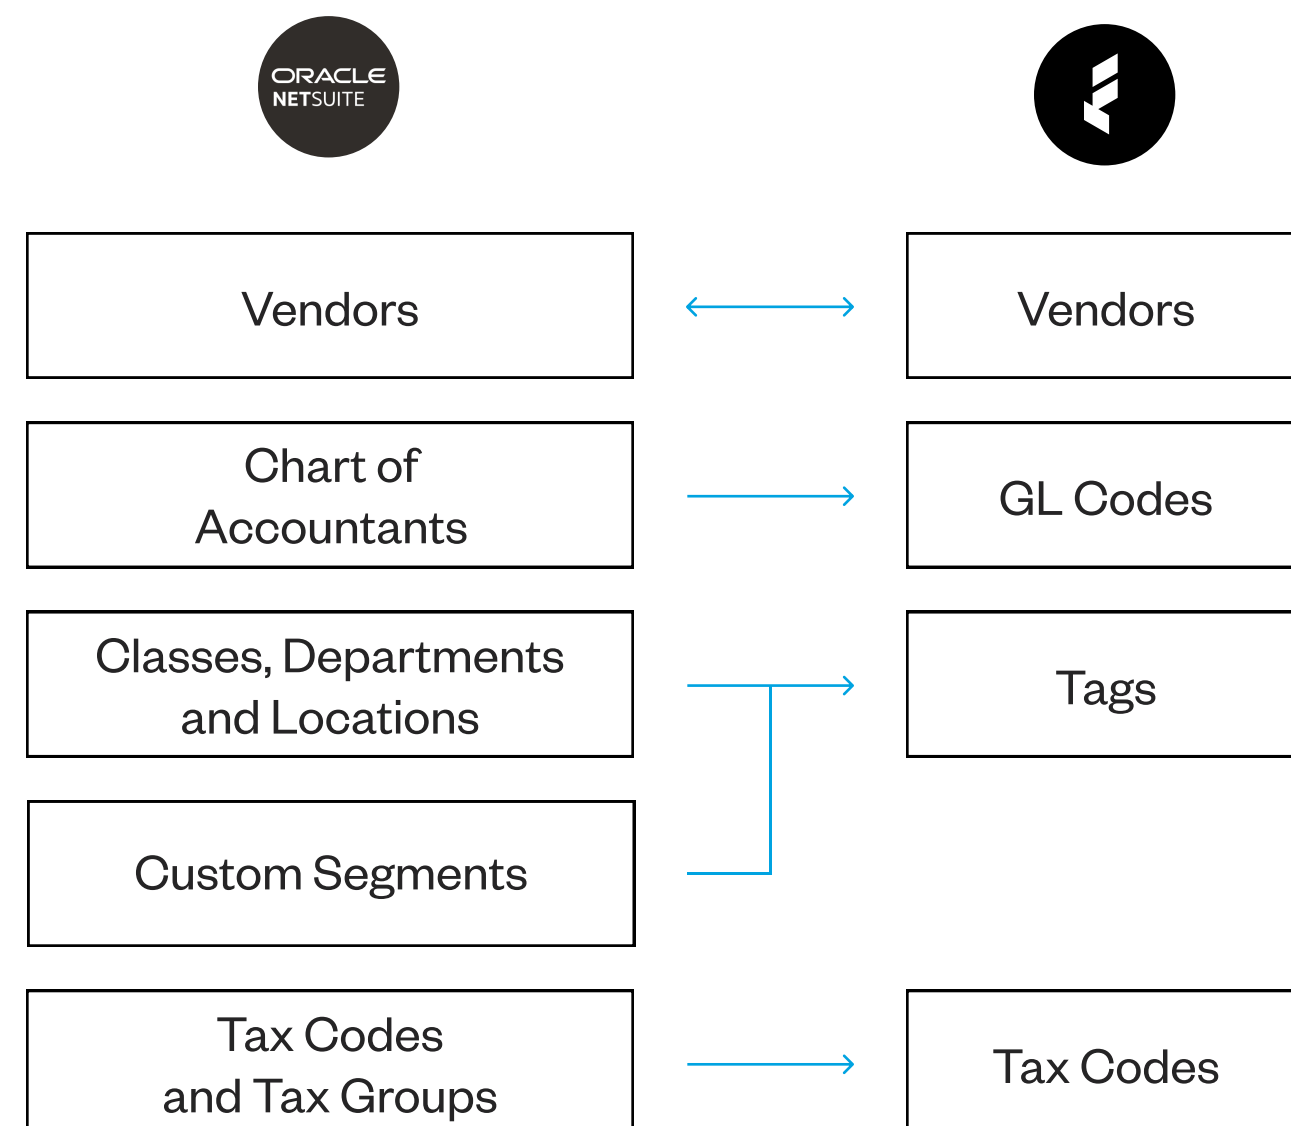 ORACLE
NETSUITE
Vendors
Vendors
Chart of
Accountants
GL Codes
Classes, Departments
and Locations
Tags
Custom Segments
Tax Codes
and Tax Groups
Tax Codes